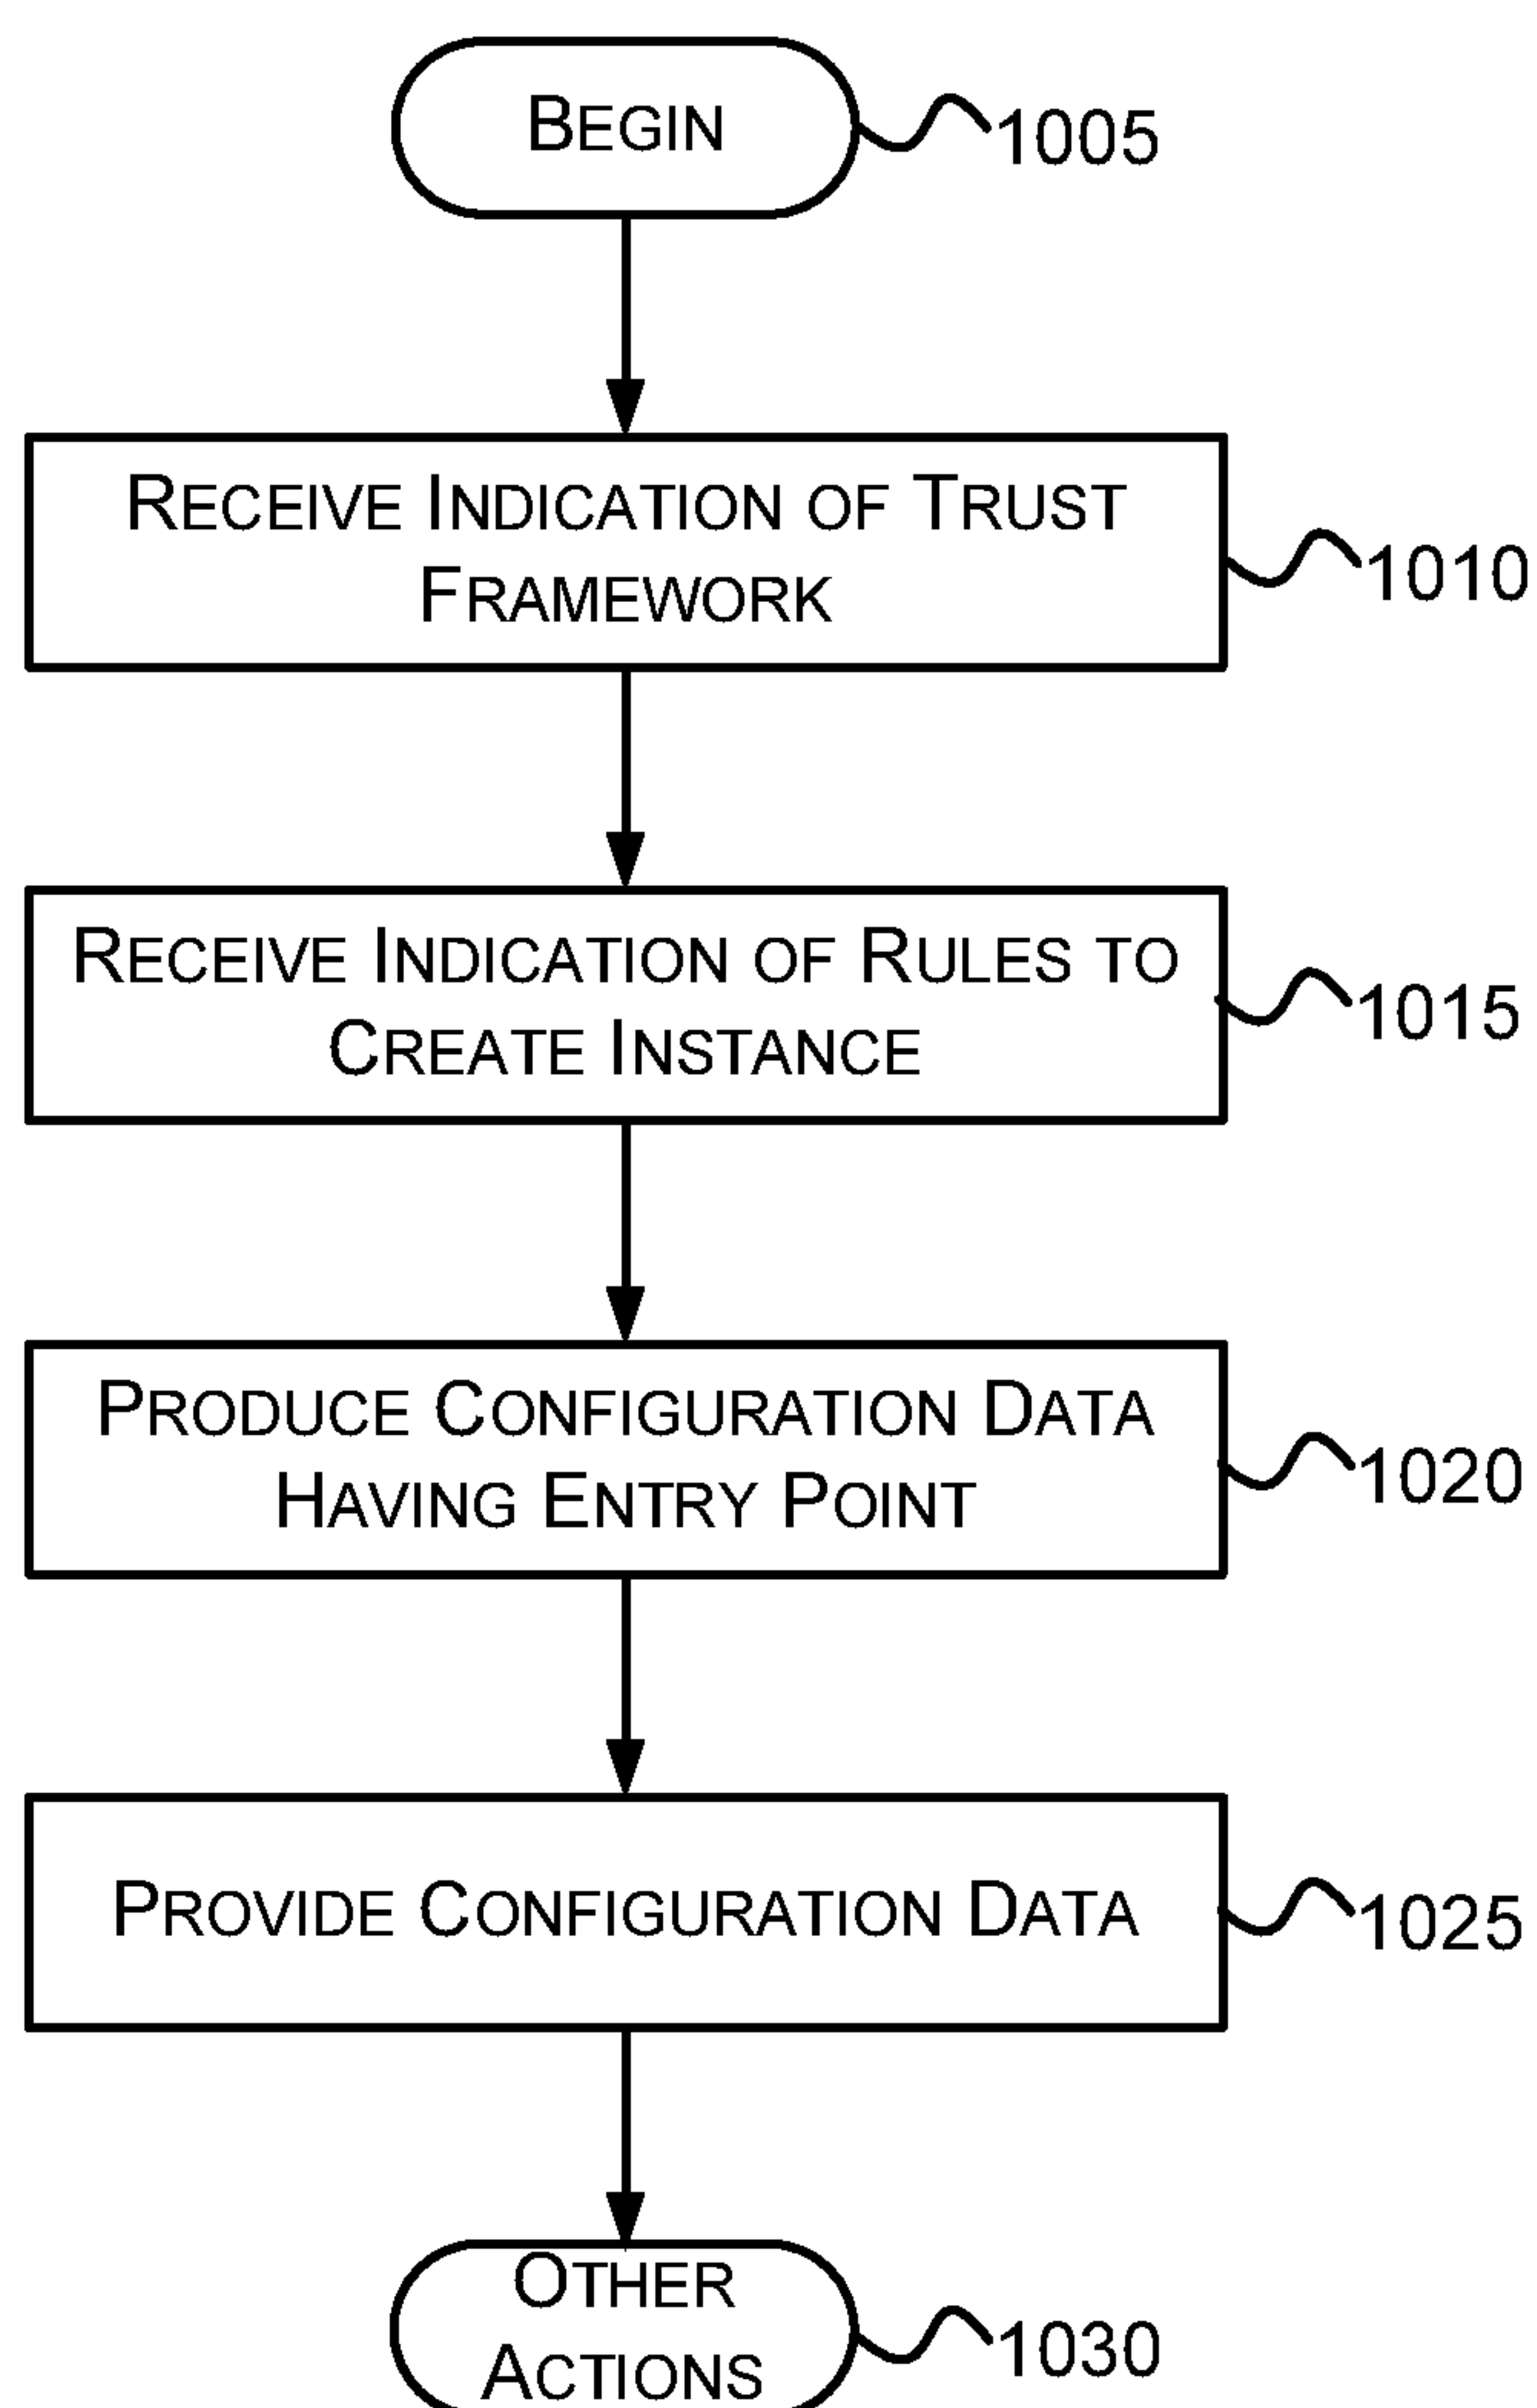 BEGIN
1005
RECEIVE INDICATION OF TRUST
FRAMEWORK
1010
RECEIVE INDICATION OF RULES TO
CREATE INSTANCE
1015
PRODUCE CONFIGURATION DATA
HAVING ENTRY POINT
1020
PROVIDE CONFIGURATION DATA
1025
OTHER
ACTIONS
1030